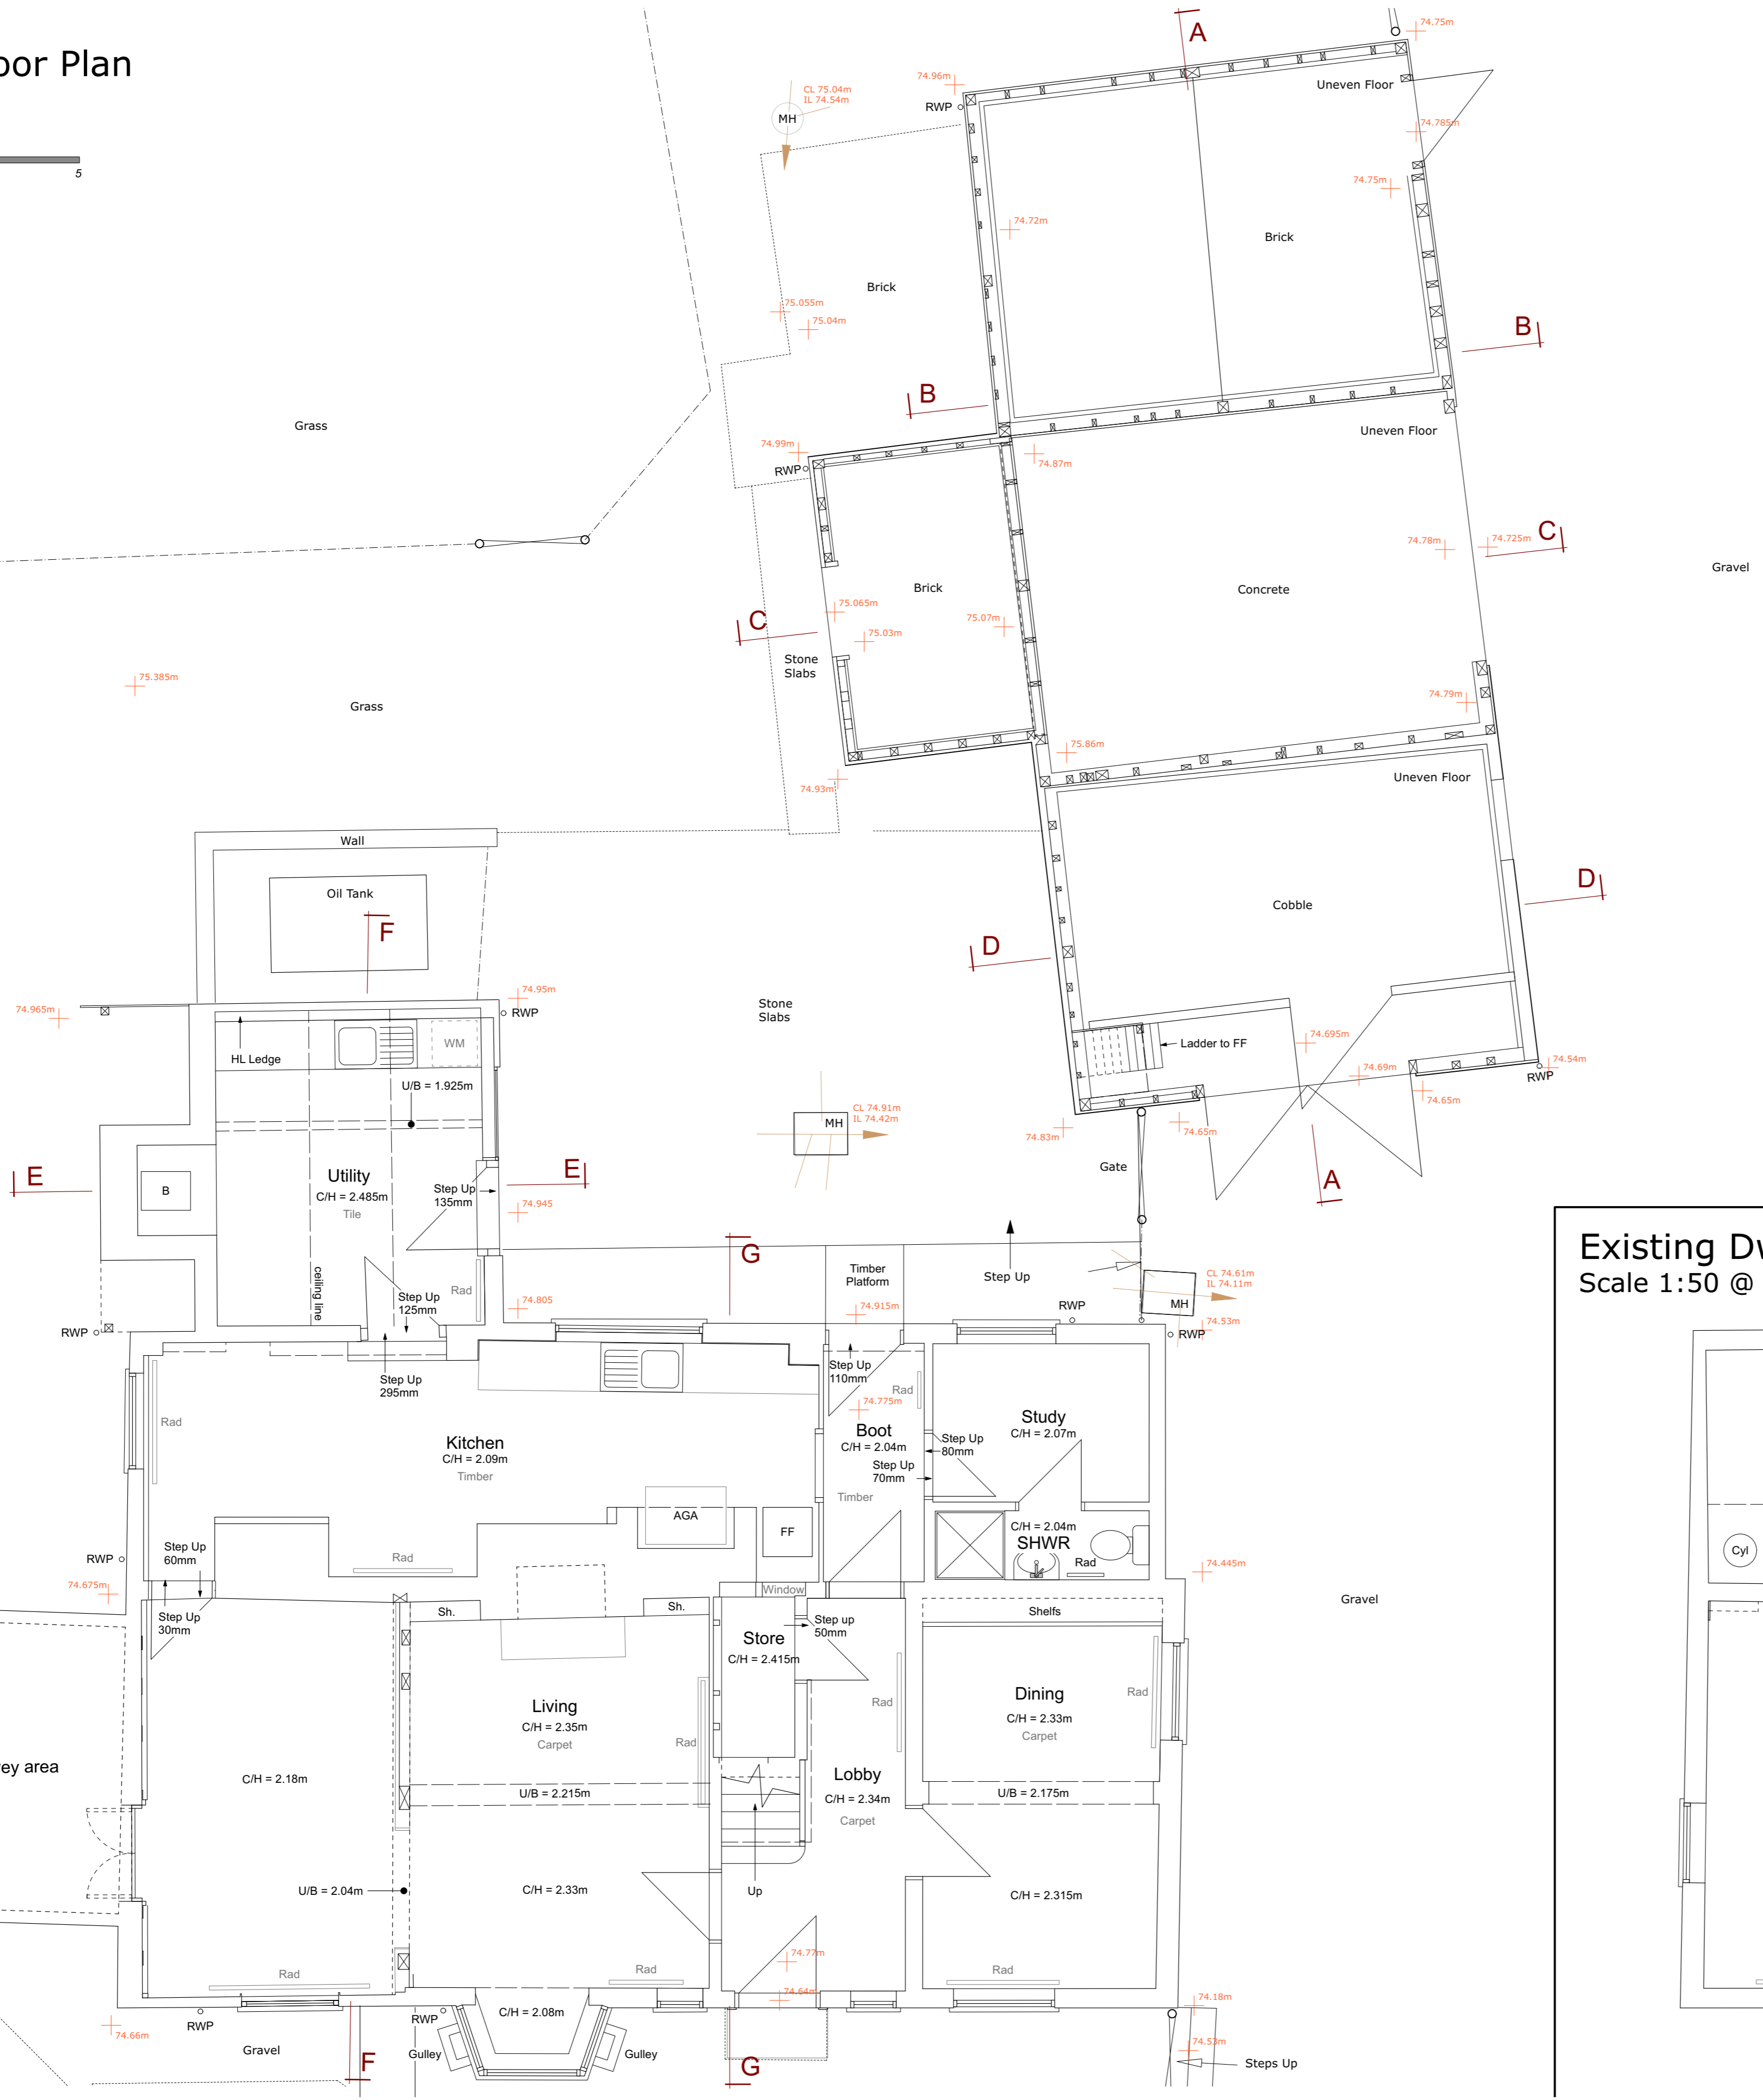 oor Plan
5
A
74.75m
74.96m
RWP
CL 75.04m
IL 74.54m
MH
Uneven Floor
74.785m
74.75m
74.72m
Brick
Brick
75.055m
75.04m
B
B
Grass
Uneven Floor
74.99m
RWP
74.87m
74.78m
74.725m
C
Gravel
Brick
Concrete
75.065m
75.07m
C
75.03m
Stone
Slabs
75.385m
Grass
74.79m
75.86m
Uneven Floor
74.93m
Wall
Oil Tank
F
D
Cobble
D
74.965m
74.95m
RWP
Stone
Slabs
HL Ledge
WM
U/B = 1.925m
Ladder to FF
74.695m
74.69m
74.54m
RWP
74.65m
CL 74.91m
IL 74.42m
MH
74.83m
74.65m
Gate
A
E
B
Utility
C/H = 2.485m
Tile
Step Up
135mm
E
74.945
G
Existing Dw
Scale 1:50 @
ceiling line
Rad
Step Up
125mm
74.805
Timber
Platform
Step Up
CL 74.61m
IL 74.11m
MH
74.915m
RWP
74.53m
RWP
RWP
Step Up
295mm
Step Up
110mm
Rad
74.775m
Rad
Kitchen
C/H = 2.09m
Timber
Boot
C/H = 2.04m
Step Up
80mm
Step Up
70mm
Timber
Study
C/H = 2.07m
AGA
FF
C/H = 2.04m
SHWR
Rad
Cyl
Step Up
60mm
RWP
Rad
74.675m
74.445m
Window
Gravel
Step Up
30mm
Sh.
Sh.
Store
C/H = 2.415m
Step up
50mm
Shelfs
Living
C/H = 2.35m
Carpet
Rad
Rad
Dining
C/H = 2.33m
Carpet
Rad
ey area
C/H = 2.18m
U/B = 2.215m
Lobby
C/H = 2.34m
Carpet
U/B = 2.175m
U/B = 2.04m
C/H = 2.33m
Up
C/H = 2.315m
Rad
Rad
74.77m
74.64m
Rad
74.18m
74.66m
RWP
Gravel
F
RWP
C/H = 2.08m
Gulley
Gulley
G
74.53m
Steps Up